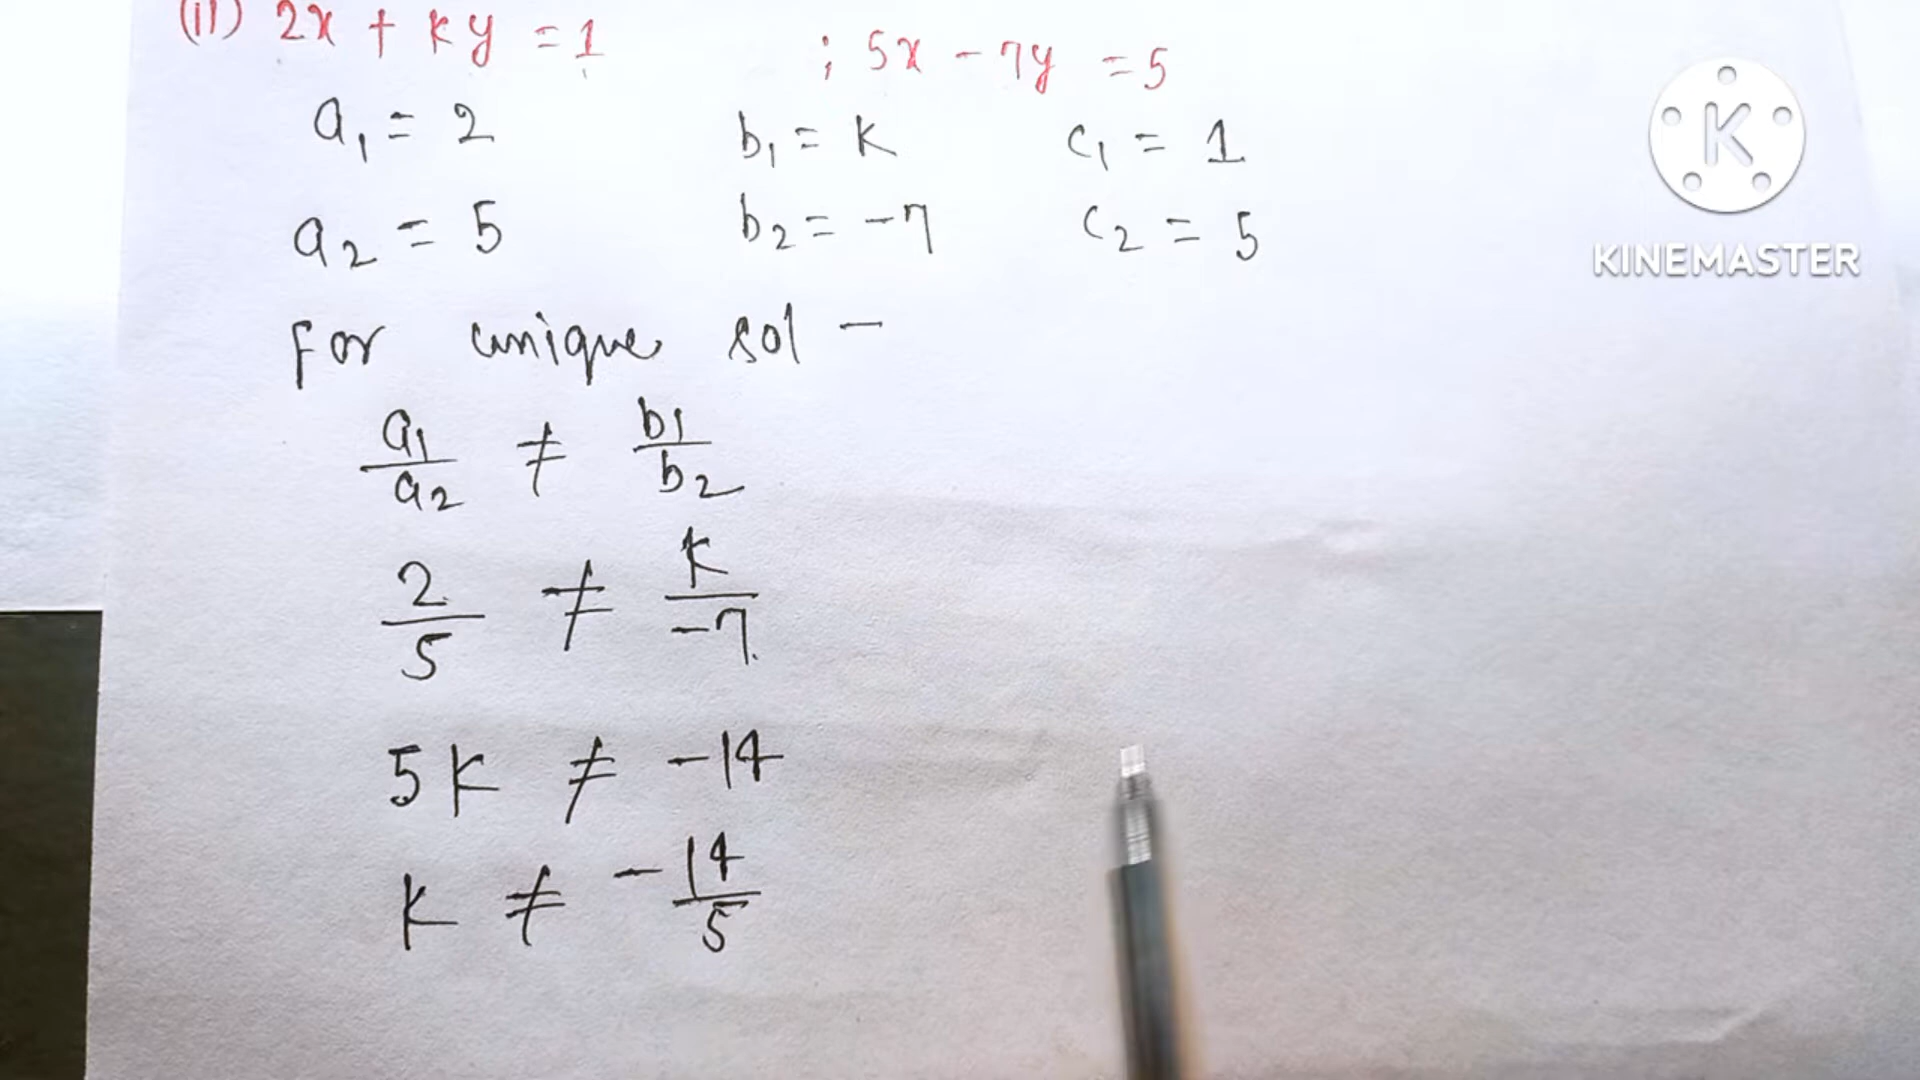 (ii) 2x + ky = 1 ; 5x - 7y = 5
a₁ = 2 b₁ = k c₁ = 1
a₂ = 5 b₂ = -7 c₂ = 5
For unique sol -
a₁/a₂ ≠ b₁/b₂
2/5 ≠ k/-7
5k ≠ -14
k ≠ -14/5
K
KINEMASTER